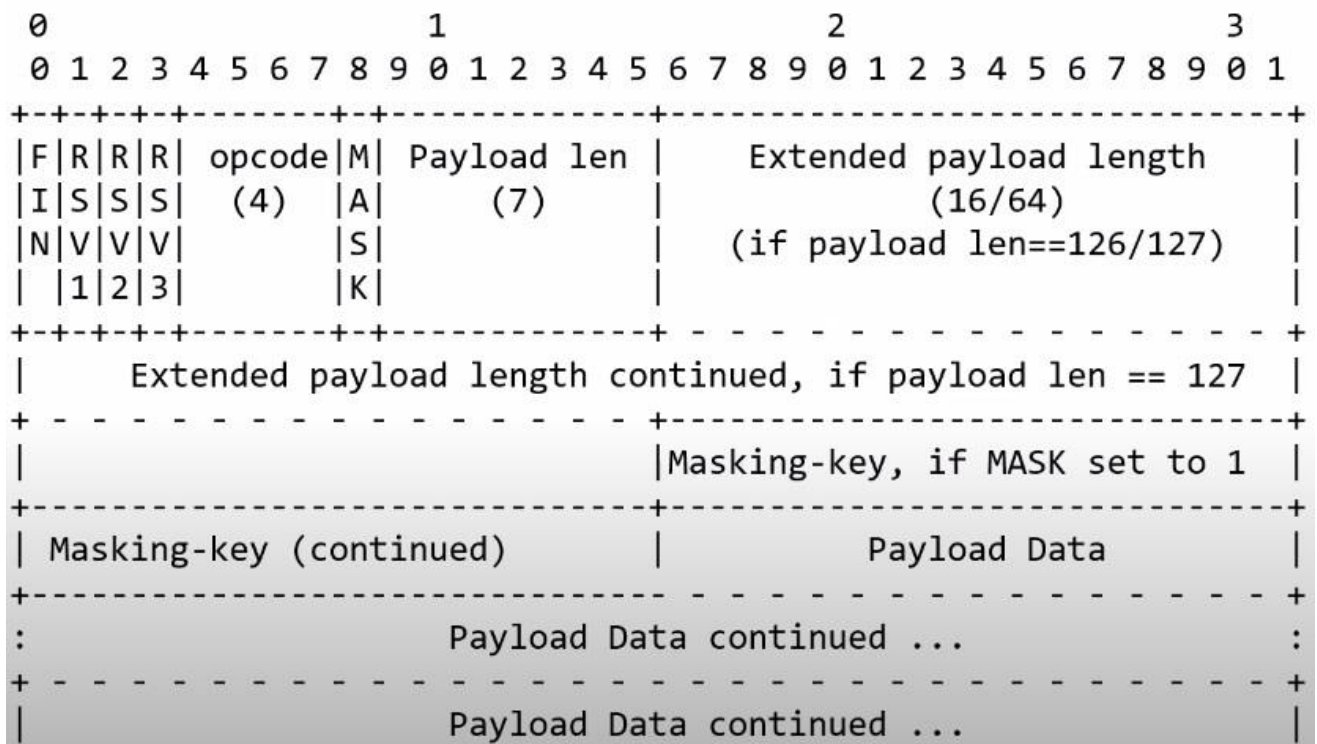 0                   1                   2                   3
 0 1 2 3 4 5 6 7 8 9 0 1 2 3 4 5 6 7 8 9 0 1 2 3 4 5 6 7 8 9 0 1
+-+-+-+-+-------+-+-------------+-------------------------------+
|F|R|R|R| opcode|M| Payload len |    Extended payload length    |
|I|S|S|S|  (4)  |A|     (7)     |             (16/64)           |
|N|V|V|V|       |S|             |   (if payload len==126/127)   |
| |1|2|3|       |K|             |                               |
+-+-+-+-+-------+-+-------------+ - - - - - - - - - - - - - - - +
|     Extended payload length continued, if payload len == 127  |
+ - - - - - - - - - - - - - - - +-------------------------------+
|                               |Masking-key, if MASK set to 1  |
+-------------------------------+-------------------------------+
| Masking-key (continued)       |          Payload Data         |
+-------------------------------- - - - - - - - - - - - - - - - +
:                     Payload Data continued ...                :
+ - - - - - - - - - - - - - - - - - - - - - - - - - - - - - - - +
|                     Payload Data continued ...                |